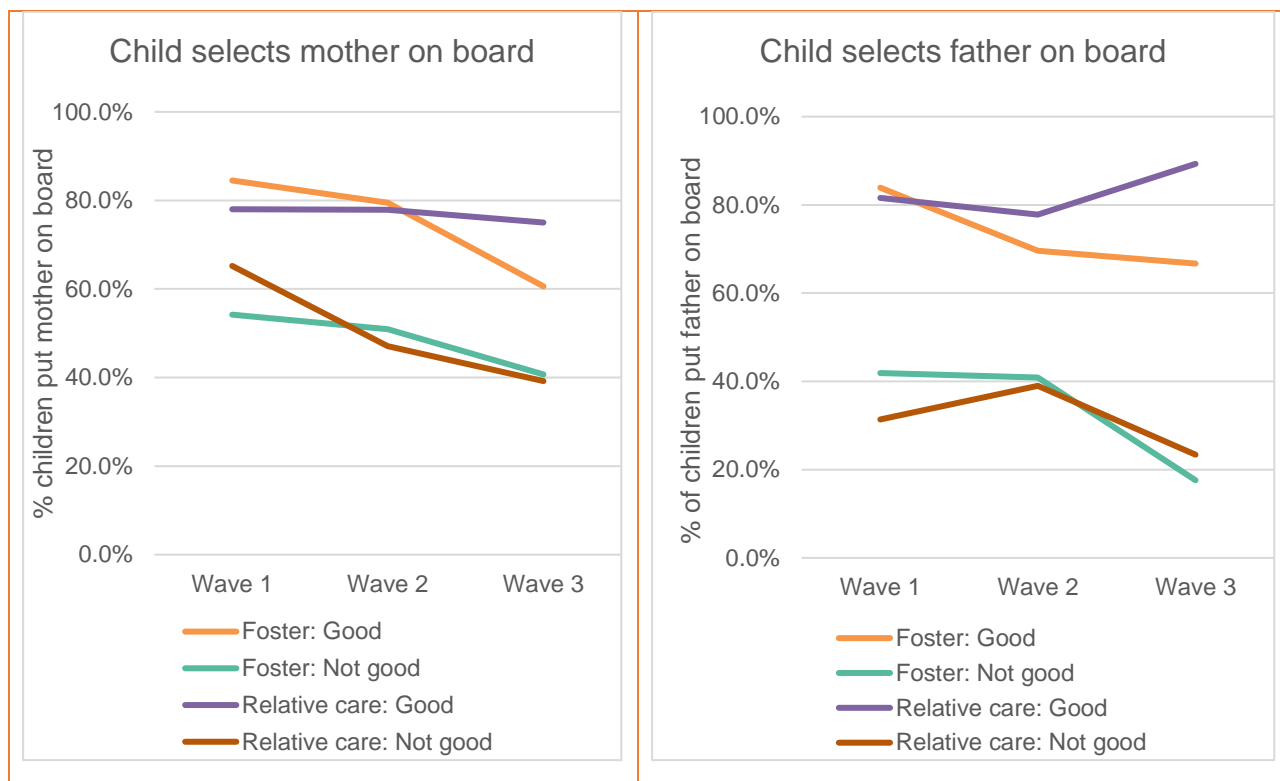 Child selects mother on board
% children put mother on board
100.0%
80.0%
60.0%
40.0%
20.0%
0.0%
Wave 1 Wave 2 Wave 3
Foster: Good
Foster: Not good
Relative care: Good
Relative care: Not good
Child selects father on board
% of children put father on board
100.0%
80.0%
60.0%
40.0%
20.0%
0.0%
Wave 1 Wave 2 Wave 3
Foster: Good
Foster: Not good
Relative care: Good
Relative care: Not good